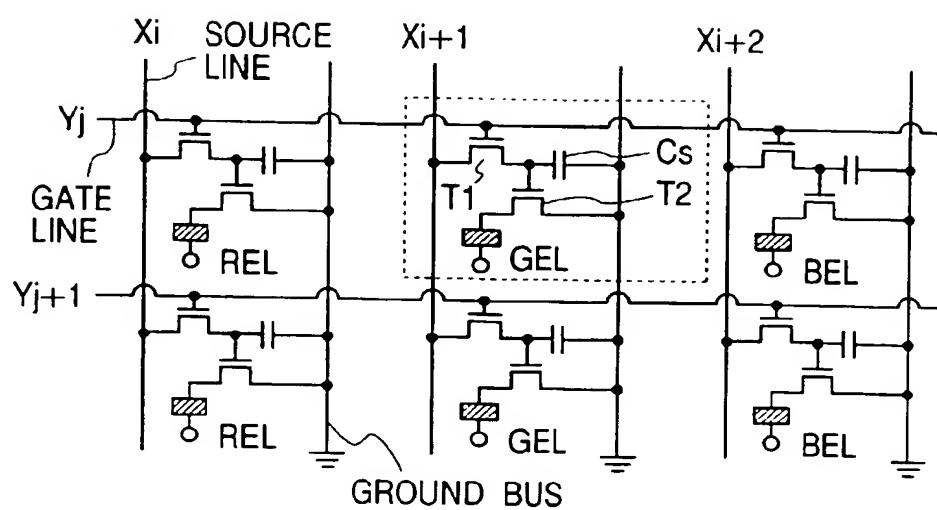 Xi
SOURCE
LINE
Xi+1
Xi+2
Yj
GATE
LINE
T1
Cs
T2
REL
GEL
BEL
Yj+1
REL
GEL
BEL
GROUND BUS